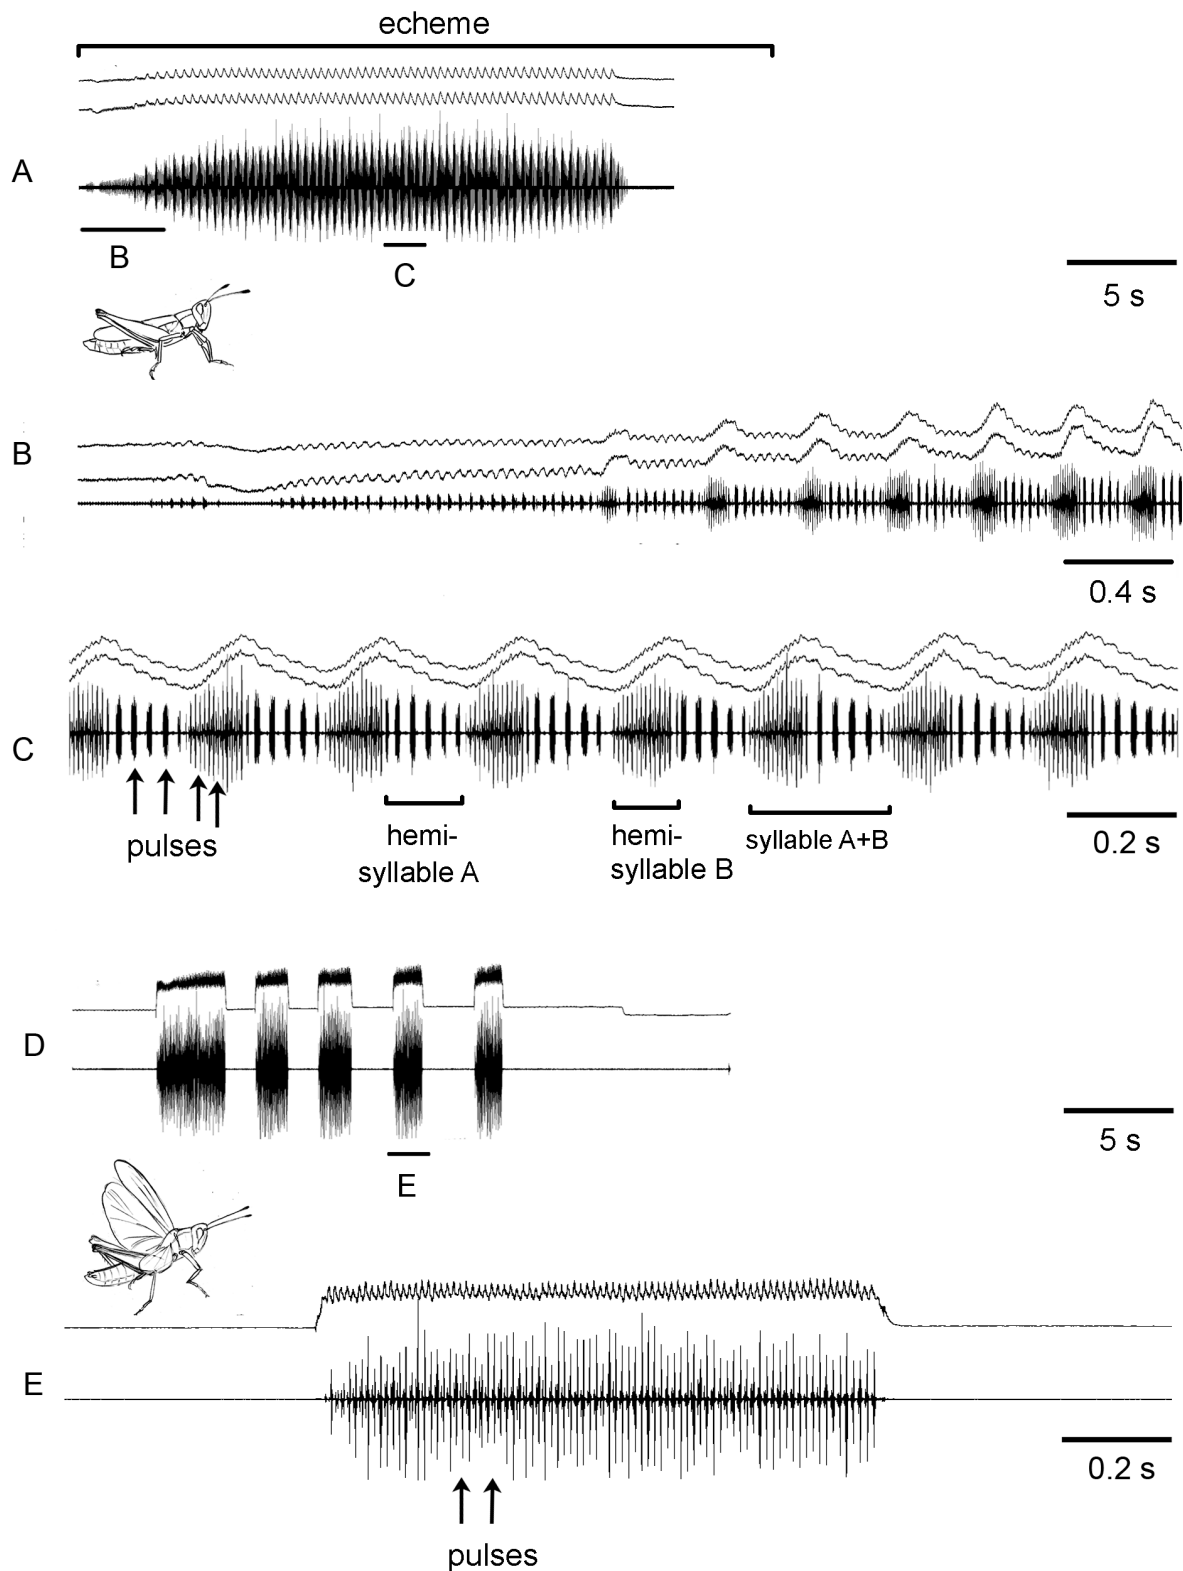 echeme
A
B
C
5 s
B
0.4 s
C
pulses
hemi-
syllable A
hemi-
syllable B
syllable A+B
0.2 s
D
E
5 s
E
0.2 s
pulses